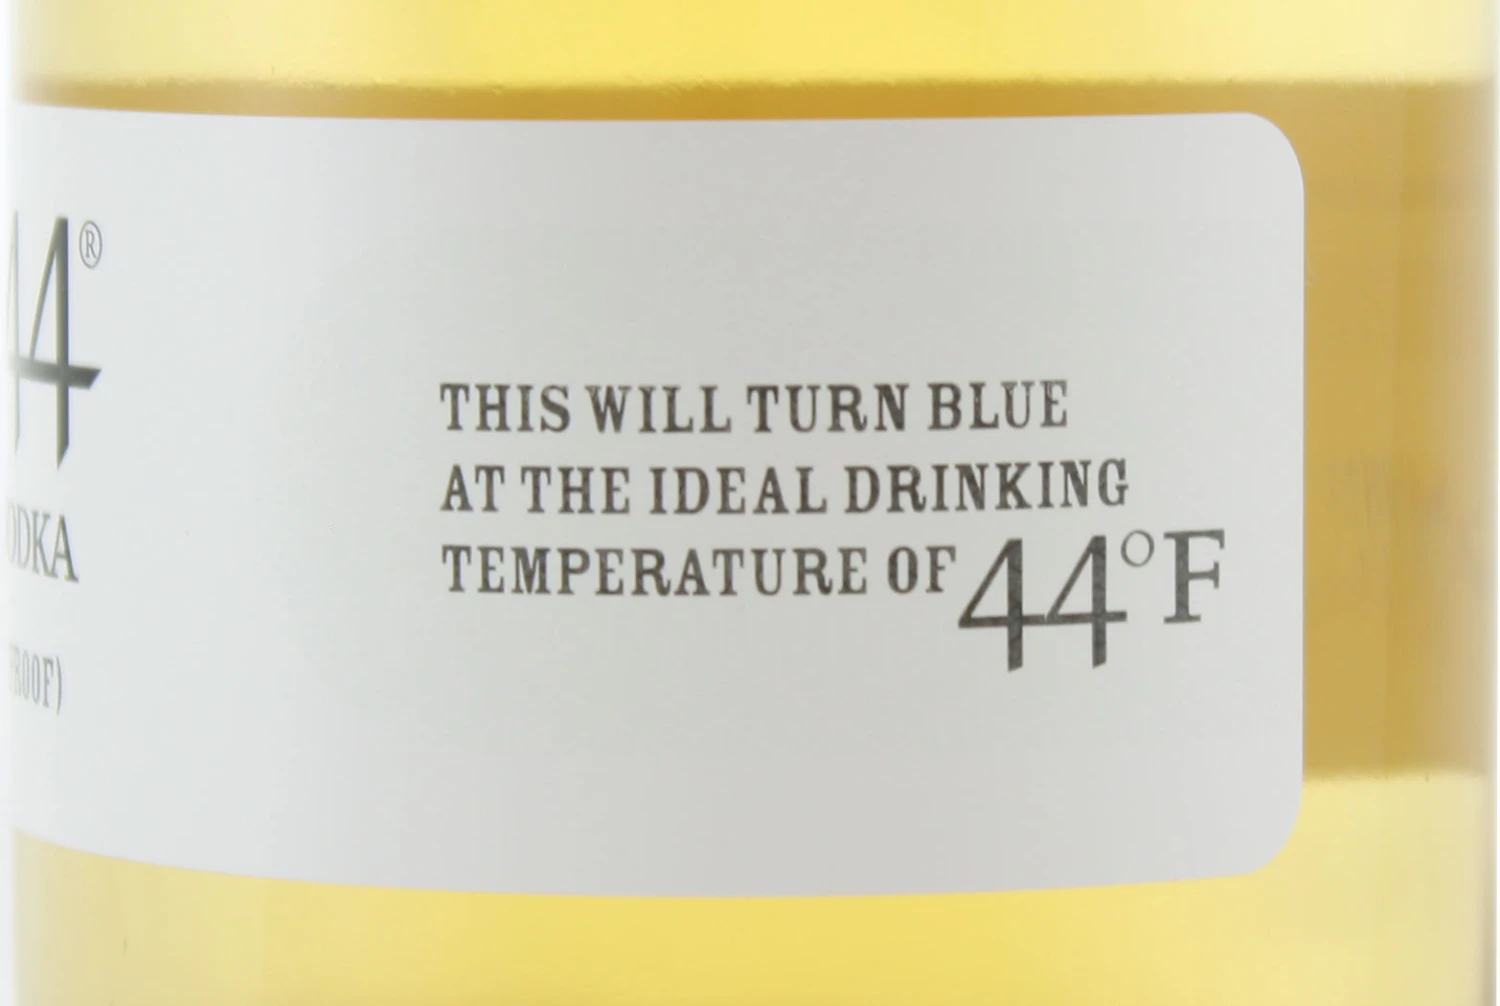 44®
THIS WILL TURN BLUE
AT THE IDEAL DRINKING
TEMPERATURE OF 44°F